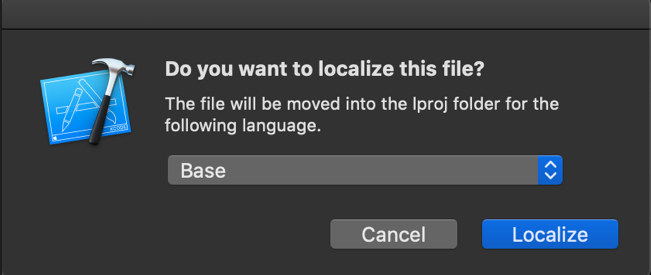 Do you want to localize this file?
The file will be moved into the lproj folder for the
following language.
Base
Cancel
Localize